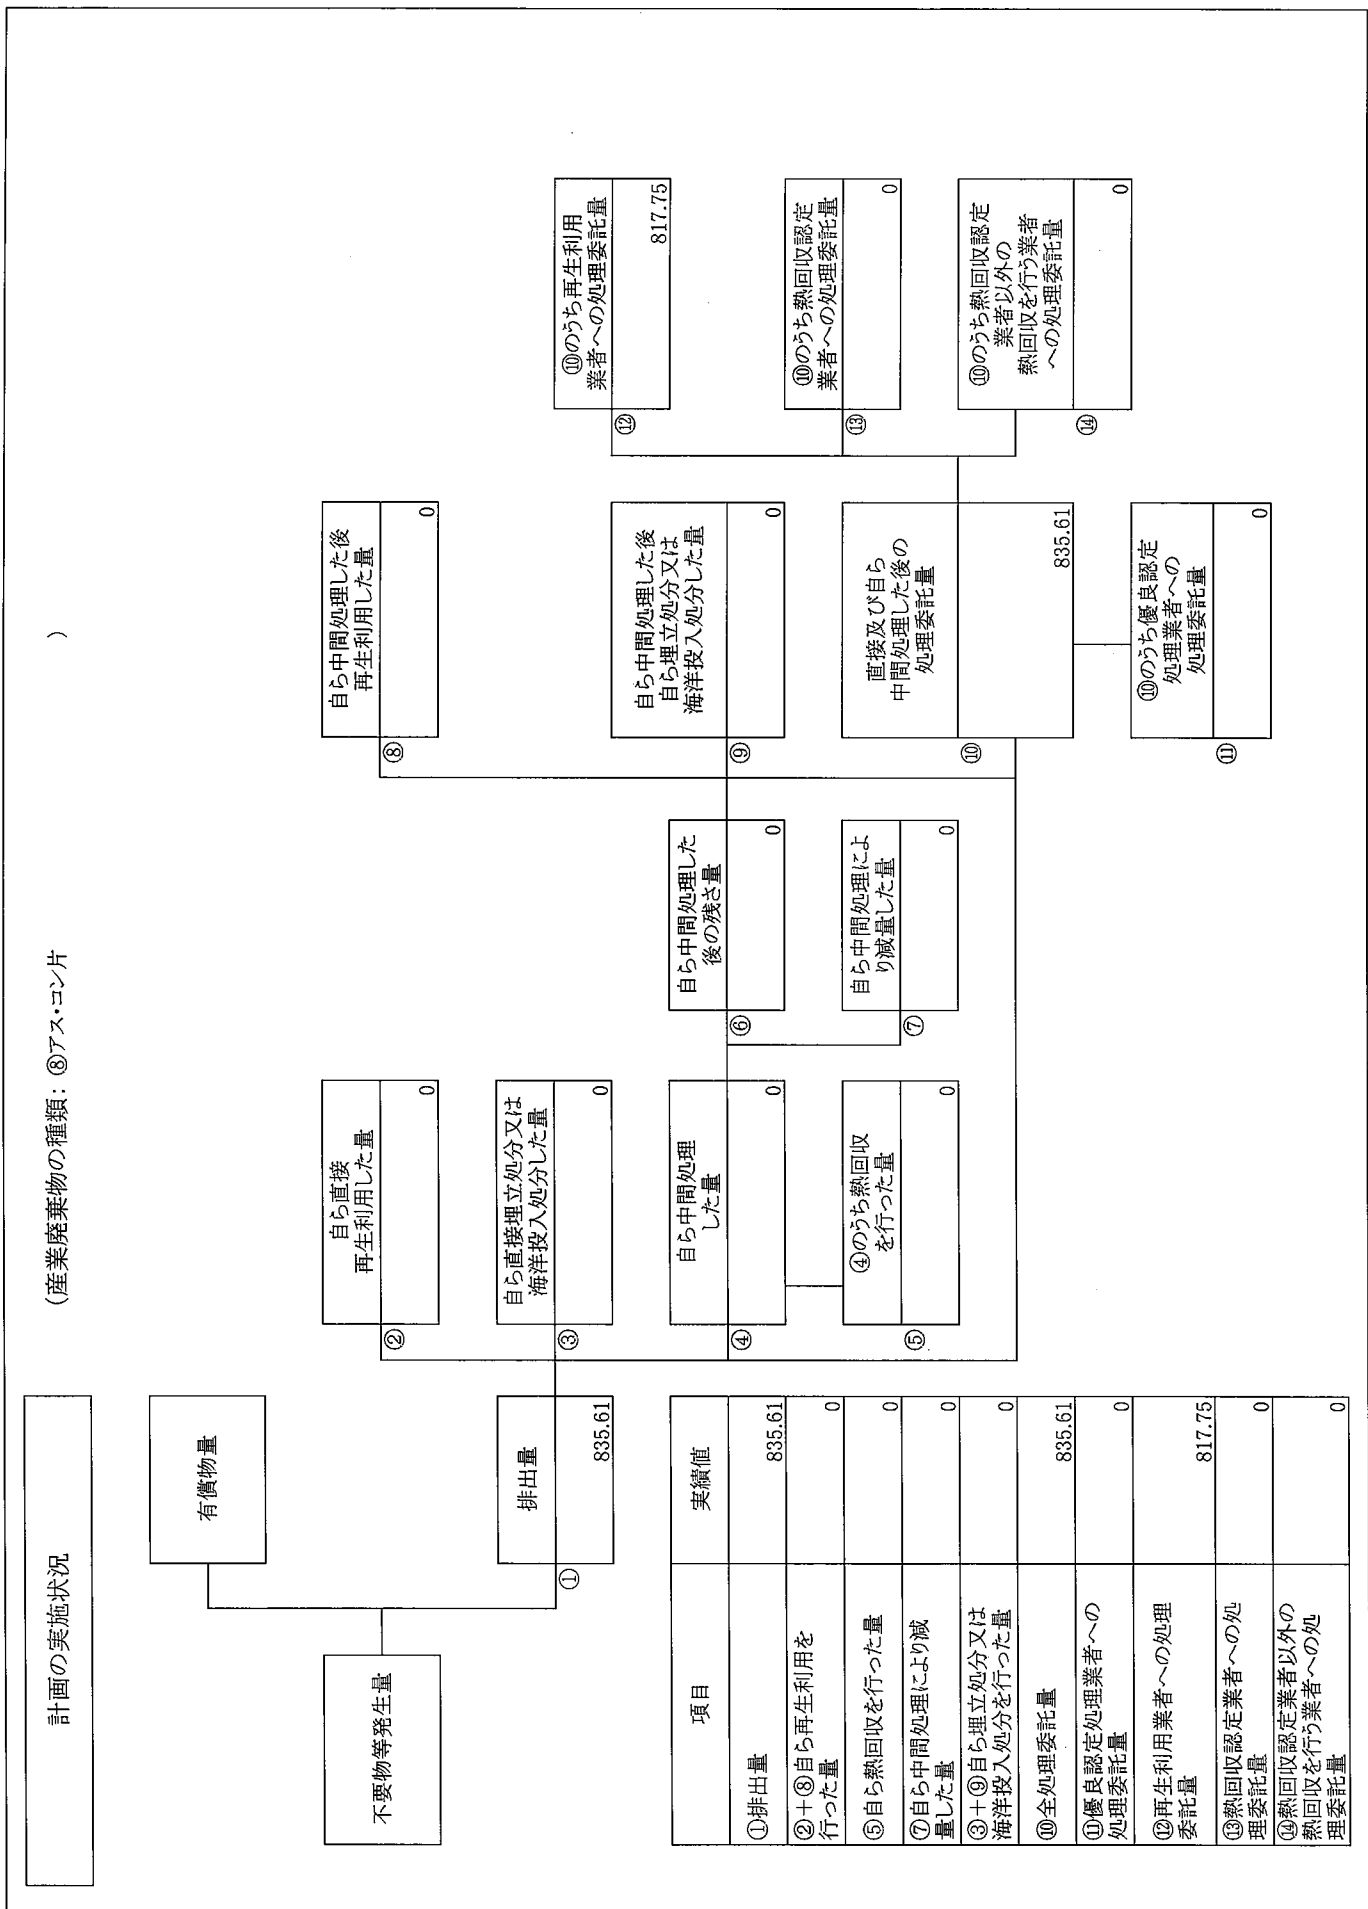 計画の実施状況
(産業廃棄物の種類: ⑧アス・コン片 )
不要物等発生量
有償物量
①
排出量
835.61
②
自ら直接
再生利用した量
0
③
自ら直接埋立処分又は
海洋投入処分した量
0
④
自ら中間処理
した量
0
⑤
④のうち熱回収
を行った量
0
⑥
自ら中間処理した
後の残さ量
0
⑦
自ら中間処理によ
り減量した量
0
⑧
自ら中間処理した後
再生利用した量
0
⑨
自ら中間処理した後
自ら埋立処分又は
海洋投入処分した量
0
⑩
直接及び自ら
中間処理した後の
処理委託量
835.61
⑪
⑩のうち優良認定
処理業者への
処理委託量
0
⑫
⑩のうち再生利用
業者への処理委託量
817.75
⑬
⑩のうち熱回収認定
業者への処理委託量
0
⑭
⑩のうち熱回収認定
業者以外の
熱回収を行う業者
への処理委託量
0
項目 実績値
①排出量 835.61
②+⑧自ら再生利用を
行った量 0
⑤自ら熱回収を行った量 0
⑦自ら中間処理により減
量した量 0
③+⑨自ら埋立処分又は
海洋投入処分を行った量 0
⑩全処理委託量 835.61
⑪優良認定処理業者への
処理委託量 0
⑫再生利用業者への処理
委託量 817.75
⑬熱回収認定業者への処
理委託量 0
⑭熱回収認定業者以外の
熱回収を行う業者への処
理委託量 0